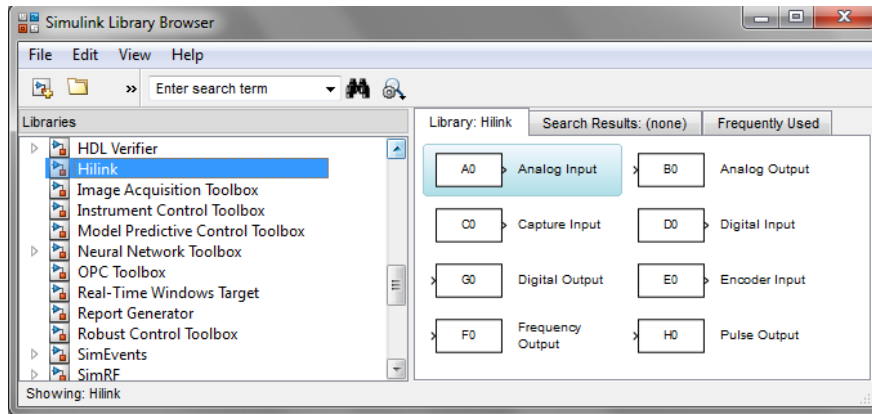 Simulink Library Browser
File Edit View Help
» Enter search term
Libraries
HDL Verifier
Hilink
Image Acquisition Toolbox
Instrument Control Toolbox
Model Predictive Control Toolbox
Neural Network Toolbox
OPC Toolbox
Real-Time Windows Target
Report Generator
Robust Control Toolbox
SimEvents
SimRF
Library: Hilink Search Results: (none) Frequently Used
A0 Analog Input B0 Analog Output
C0 Capture Input D0 Digital Input
G0 Digital Output E0 Encoder Input
F0 Frequency Output H0 Pulse Output
Showing: Hilink